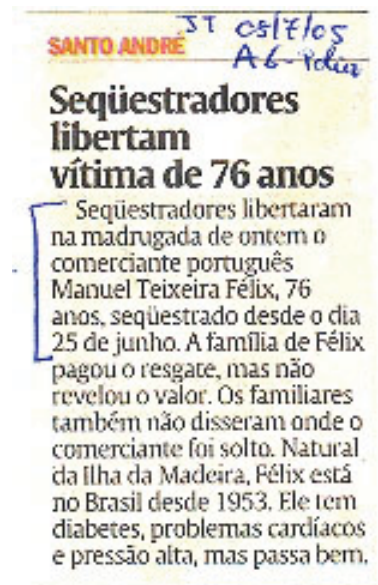 JT 05/7/05
SANTO ANDRÉ
A6-
Seqüestradores
libertam
vítima de 76 anos
Seqüestradores libertaram
na madrugada de ontem o
comerciante português
Manuel Teixeira Félix, 76
anos, seqüestrado desde o dia
25 de junho. A família de Félix
pagou o resgate, mas não
revelou o valor. Os familiares
também não disseram onde o
comerciante foi solto. Natural
da Ilha da Madeira, Félix está
no Brasil desde 1953. Ele tem
diabetes, problemas cardíacos
e pressão alta, mas passa bem.